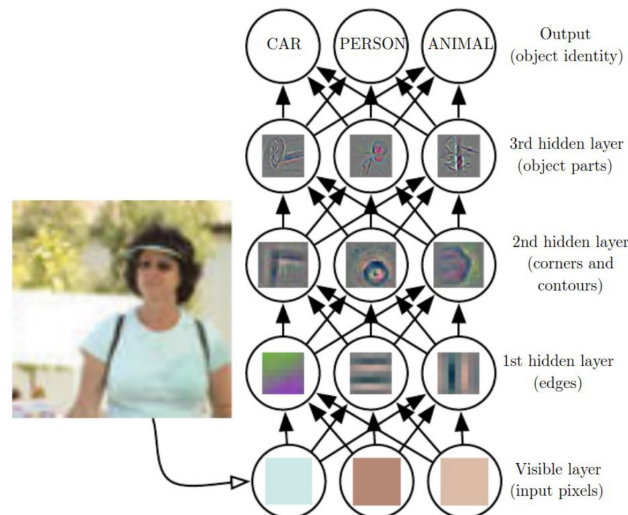 CAR PERSON ANIMAL
Output
(object identity)
3rd hidden layer
(object parts)
2nd hidden layer
(corners and
contours)
1st hidden layer
(edges)
Visible layer
(input pixels)